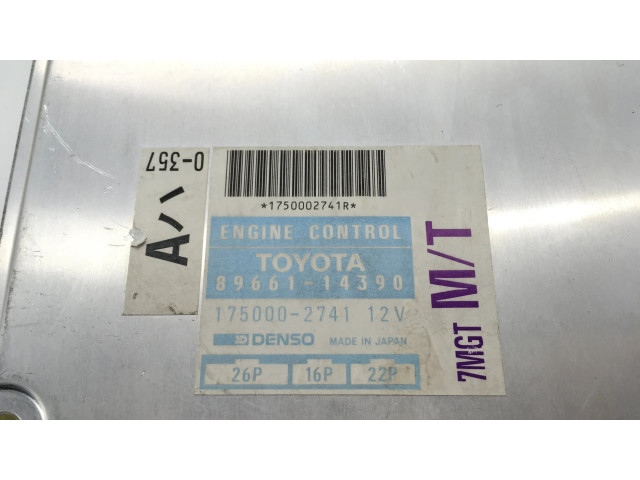 0-357
Aハ
*1750002741R*
ENGINE CONTROL
TOYOTA
89661-14390
175000-2741 12V
DENSO MADE IN JAPAN
26P 16P 22P
7MGT M/T